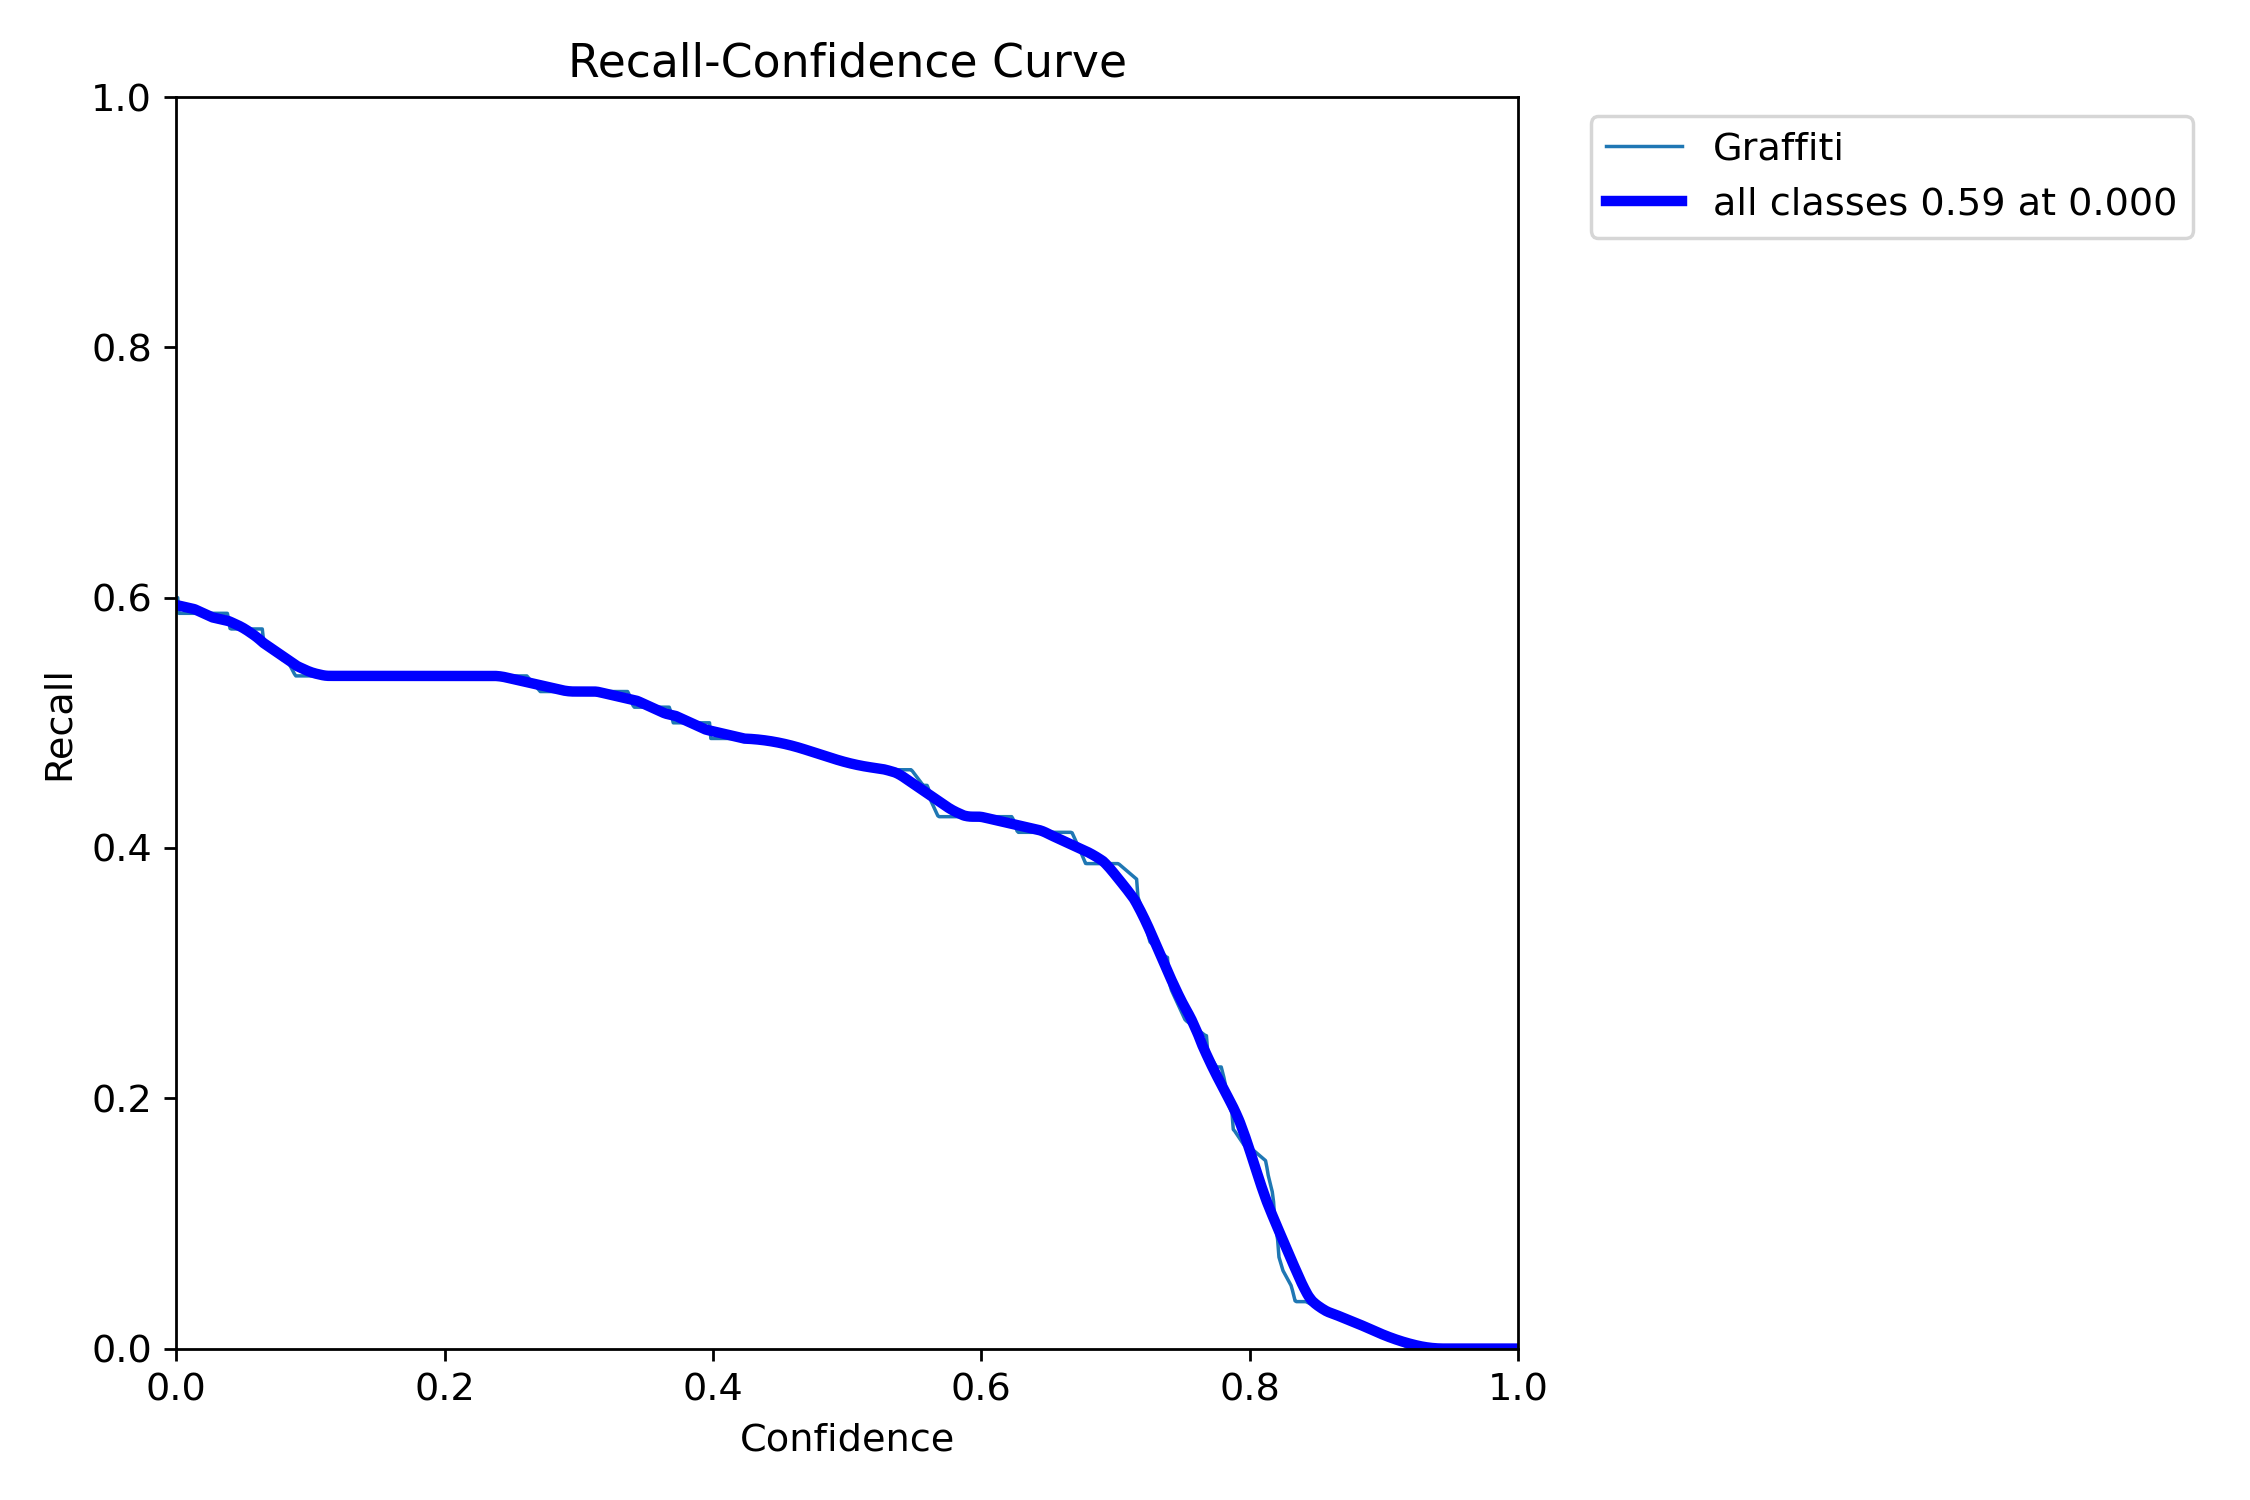 Recall-Confidence Curve
1.0
0.8
0.6
0.4
0.2
0.0
Recall
0.0 0.2 0.4 0.6 0.8 1.0
Confidence
Graffiti
all classes 0.59 at 0.000